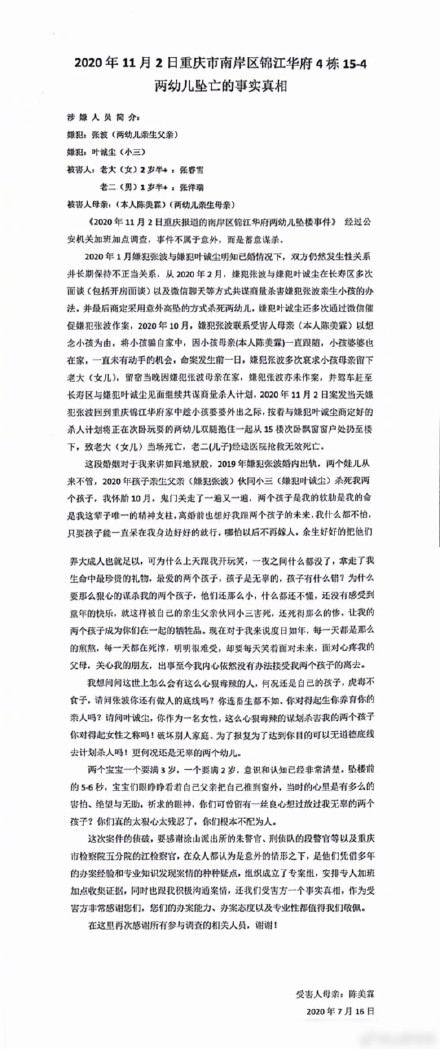 2020 年 11 月 2 日重庆市南岸区锦江华府 4 栋 15-4
两幼儿坠亡的事实真相
涉 嫌 人 员 简 介：
嫌犯：张波（两幼儿亲生父亲）
嫌犯：叶诚尘（小三）
被害人：老大（女）2 岁半+ ：张睿雪
老二（男）1 岁半+ ：张洋瑞
被害人母亲：（本人陈美霖）（两幼儿亲生母亲）
《2020 年 11 月 2 日重庆报道的南岸区锦江华府两幼儿坠楼事件》 经过公
安机关加班加点调查，事件不属于意外，而是蓄意谋杀。
2020 年 1 月嫌犯张波与嫌犯叶诚尘明知已婚情况下，双方仍然发生性关系
并长期保持不正当关系，从 2020 年 2 月，嫌犯张波与嫌犯叶诚尘在长寿区多次
面谈（包括开房面谈）以及微信聊天等方式共谋商量杀害嫌犯张波亲生小孩的办
法，并最后商定采用意外高坠的方式杀死两幼儿，嫌犯叶诚尘还多次通过微信催
促嫌犯张波作案，2020 年 10 月，嫌犯张波联系受害人母亲（本人陈美霖）以想
念小孩为由，将小孩骗自家中，因小孩母亲(本人陈美霖)一直跟随，小孩婆婆也
在家，一直未有动手的机会，命案发生前一日，嫌犯张波多次哀求小孩母亲留下
老大（女儿），留宿当晚因嫌犯张波母亲在家，嫌犯张波亦未作案，并驾车赶至
长寿区与嫌犯叶诚尘见面继续共谋商量杀人计划，2020 年 11 月 2 日案发当天嫌
犯张波回到重庆锦江华府家中趁小孩婆婆外出之际，按着与叶诚尘商定好的
杀人计划将正在次卧玩耍的两幼儿双腿抱住一起从 15 楼次卧飘窗窗户处扔至楼
下，致老大（女儿）当场死亡，老二(儿子)经送医院抢救无效死亡。
这段婚姻对于我来讲如同地狱般，2019 年嫌犯张波婚内出轨，两个娃儿从
来不管，2020 年孩子亲生父亲（嫌犯张波）伙同小三（嫌犯叶诚尘）杀死我两
个孩子，我怀胎 10 月，鬼门关走了一遍又一遍，两个孩子是我的软肋是我的命
是我这辈子唯一的精神支柱，离婚前也想好我跟两个孩子的未来，我什么都不怕，
只要孩子能一直呆在我身边好好的就行，哪怕以后不再嫁人，余生好好的把他们
养大成人也就足以，可为什么上天跟我开玩笑，一夜之间什么都没了，拿走了我
生命中最珍贵的礼物，最爱的两个孩子，孩子是无辜的，孩子有什么错？为什么
要那么狠心的谋杀我的两个孩子，他们还那么小，什么都还不懂，还没有感受到
童年的快乐，就这样被自己的亲生父亲伙同小三害死，还死得那么的惨，让我的
两个孩子成为你们在一起的牺牲品。现在对于我来说度日如年，每一天都是那么
的煎熬，每一天都在死撑，明明很难受，却要每天笑着面对未来，面对心疼我的
父母，关心我的朋友，出事至今我内心依然没有办法接受我两个孩子的离去。
我想问问这世上怎么会有这么心狠毒辣的人，何况还是自己的孩子，虎毒不
食子，请问张波你还有做人的底线吗？你连畜生都不如、你对得起生你养育你的
亲人吗？请问叶诚尘，你作为一名女性，这么心狠毒辣的谋划杀害我的两个孩子
你对得起女性之称吗！破坏别人家庭、为了报复为了达到你目的可以无道德底线
去计划杀人吗！更何况还是无辜的两个幼儿。
两个宝宝一个要满 3 岁，一个要满 2 岁，意识和认知已经非常清楚，坠楼前
的 5-6 秒，宝宝们眼睁睁看着自己父亲把自己推到窗外，当时的心里是有多么的
害怕、绝望与无助，祈求的眼神，你们可曾留有一丝良心想过放过我无辜的两个
孩子？你们真的太狠心太残忍了，你们根本不配为人。
这次案件的侦破，要感谢涂山派出所的朱警官、刑侦队的段警官等以及重庆
市检察院五分院的江检察官，在众人都认为是意外的情形之下，是他们凭借多年
的办案经验和专业知识发现案情的种种疑点，组织成立了专案组，安排专人加班
加点收集证据，同时也跟我积极沟通案情，还我们受害方一个事实真相，作为受
害方非常感谢您们，您们的办案能力、办案态度以及专业性都值得我们敬佩。
在这里再次感谢所有参与调查的相关人员，谢谢！
受害人母亲：陈美霖
2020 年 7 月 16 日